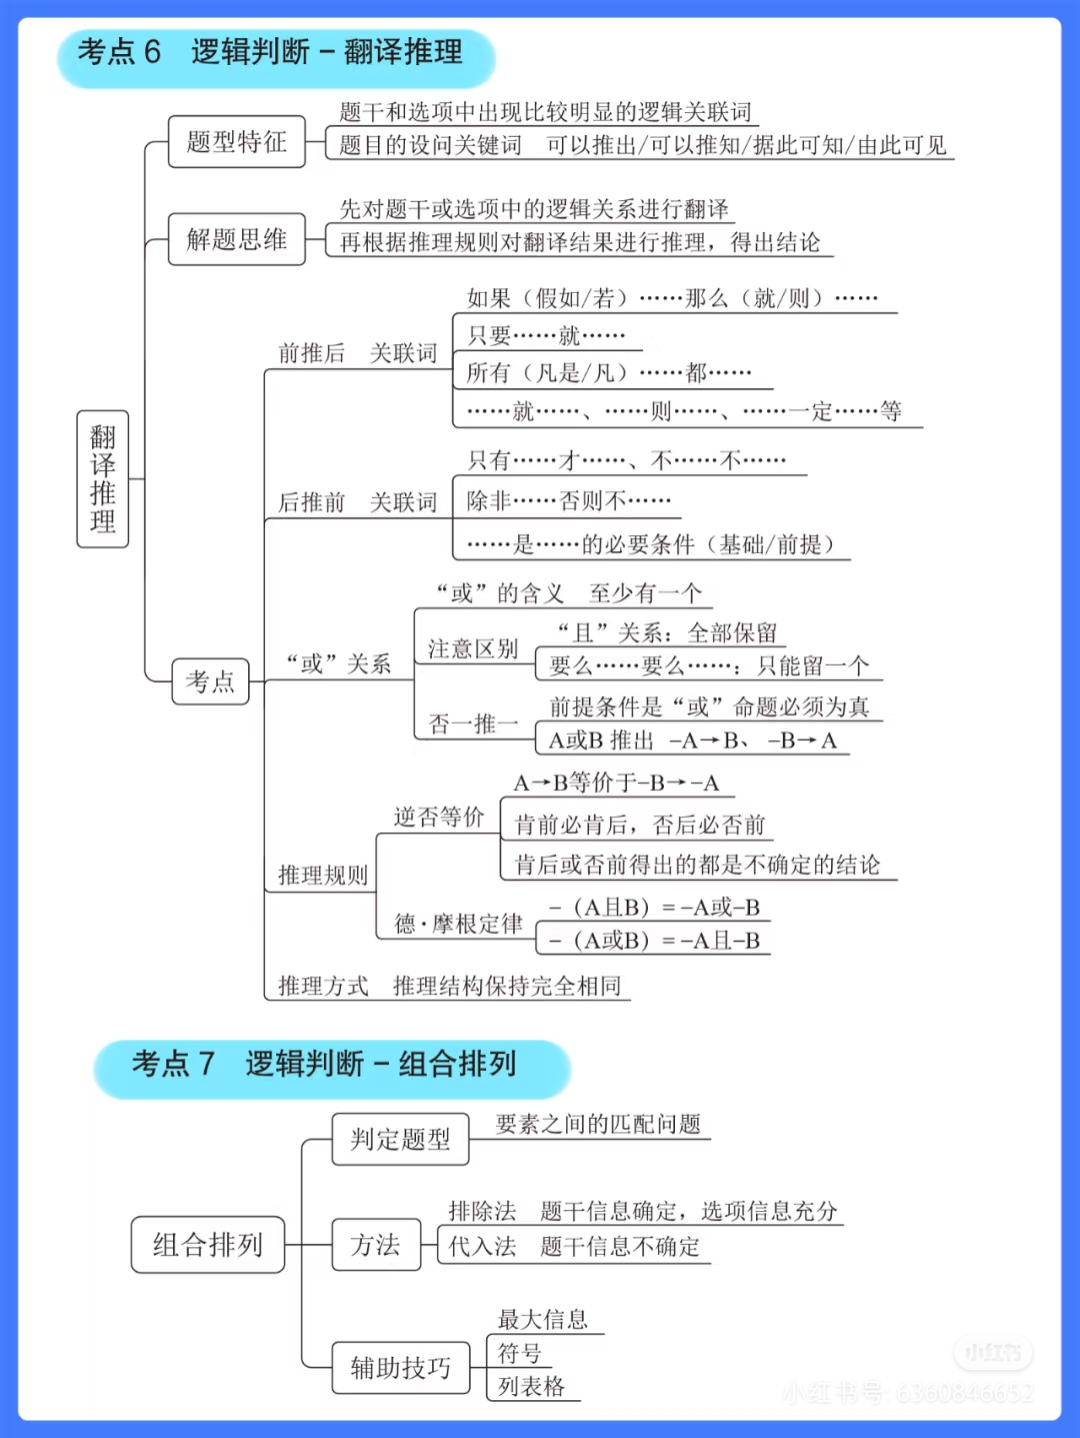 考点 6 逻辑判断 – 翻译推理
题型特征
题干和选项中出现比较明显的逻辑关联词
题目的设问关键词 可以推出/可以推知/据此可知/由此可见
解题思维
先对题干或选项中的逻辑关系进行翻译
再根据推理规则对翻译结果进行推理，得出结论
翻译推理
考点
前推后 关联词
如果（假如/若）……那么（就/则）……
只要……就……
所有（凡是/凡）……都……
……就……、……则……、……一定……等
后推前 关联词
只有……才……、不……不……
除非……否则不……
……是……的必要条件（基础/前提）
“或”关系
“或”的含义 至少有一个
注意区别
“且”关系：全部保留
要么……要么……：只能留一个
否一推一
前提条件是“或”命题必须为真
A或B 推出 –A→B、 –B→A
推理规则
逆否等价
A→B等价于–B→–A
肯前必肯后，否后必否前
肯后或否前得出的都是不确定的结论
德·摩根定律
–（A且B）= –A或–B
–（A或B）= –A且–B
推理方式 推理结构保持完全相同
考点 7 逻辑判断 – 组合排列
组合排列
判定题型
要素之间的匹配问题
方法
排除法 题干信息确定，选项信息充分
代入法 题干信息不确定
辅助技巧
最大信息
符号
列表格
小红书
小红书号: 6360846652